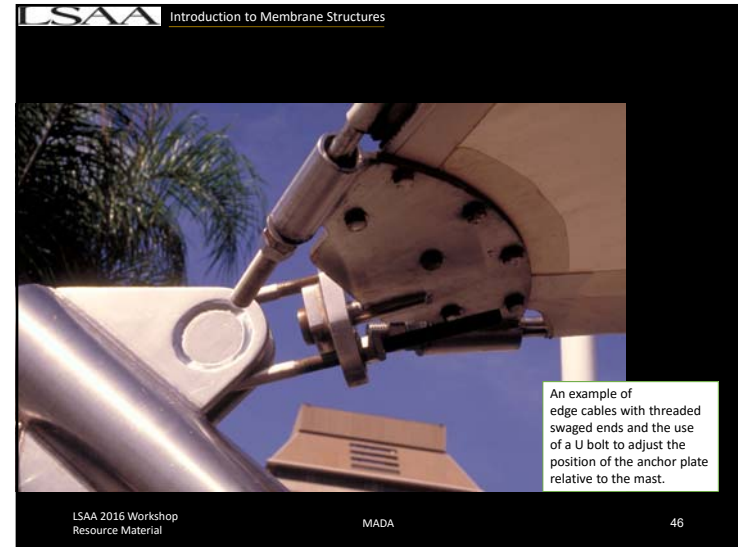 LSAA
Introduction to Membrane Structures
An example of
edge cables with threaded
swaged ends and the use
of a U bolt to adjust the
position of the anchor plate
relative to the mast.
LSAA 2016 Workshop
Resource Material
MADA
46